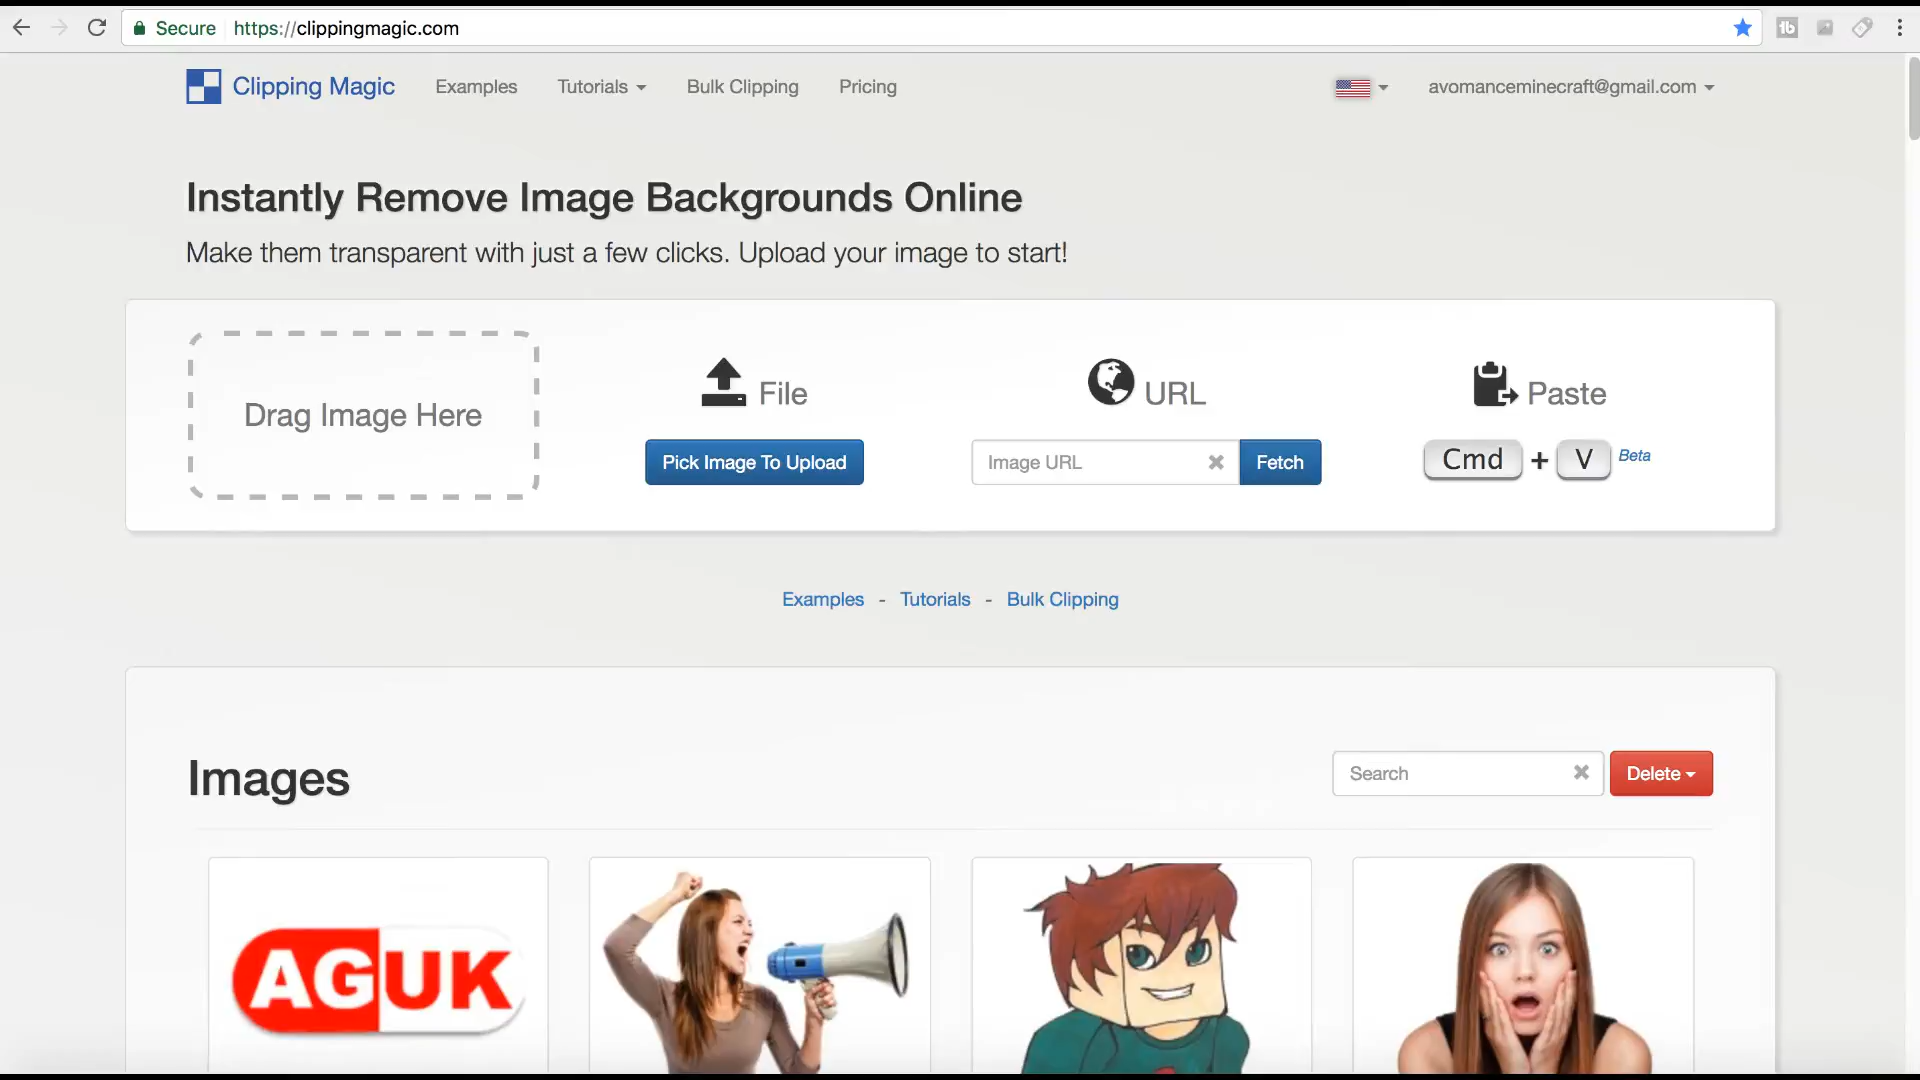 Secure https://clippingmagic.com
Clipping Magic Examples Tutorials Bulk Clipping Pricing avomanceminecraft@gmail.com
Instantly Remove Image Backgrounds Online
Make them transparent with just a few clicks. Upload your image to start!
Drag Image Here
File
Pick Image To Upload
URL
Image URL Fetch
Paste
Cmd + V Beta
Examples - Tutorials - Bulk Clipping
Images
Search Delete
AGUK